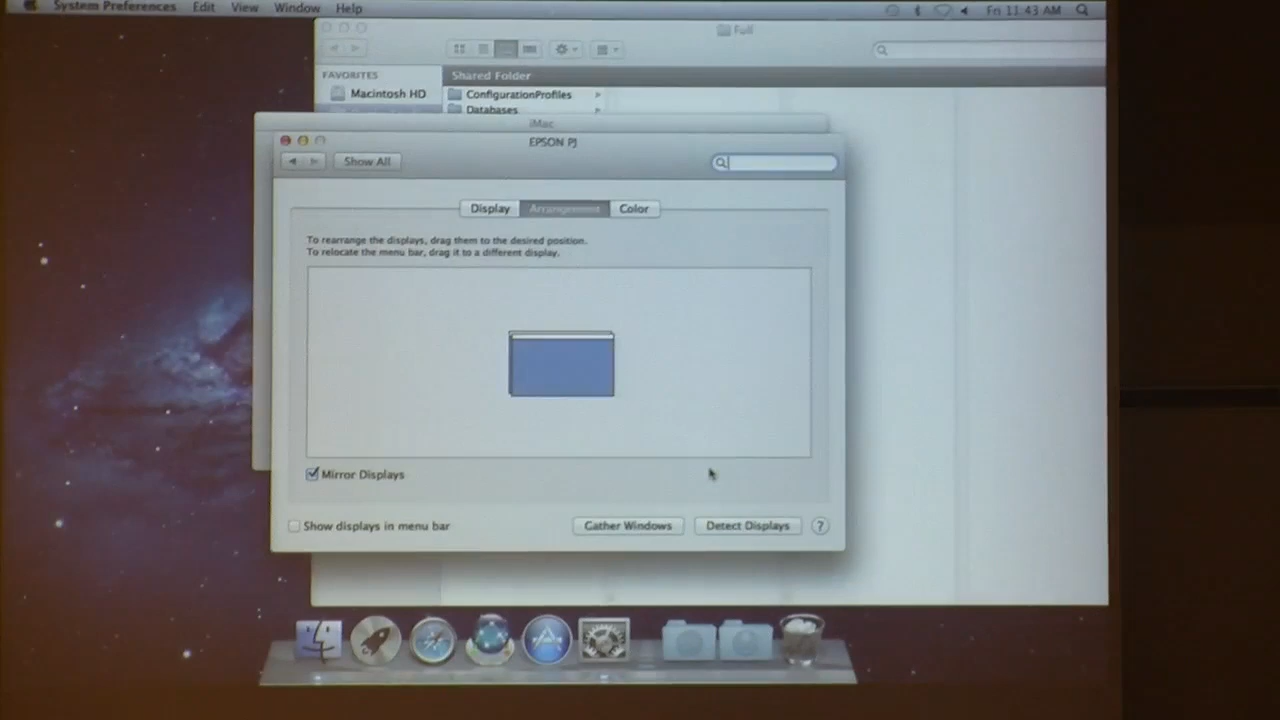 System Preferences Edit View Window Help
Fri 11:43 AM
Full
FAVORITES
Shared Folder
Macintosh HD
ConfigurationProfiles
Databases
iMac
EPSON PJ
Show All
Display
Arrangement
Color
To rearrange the displays, drag them to the desired position.
To relocate the menu bar, drag it to a different display.
Mirror Displays
Show displays in menu bar
Gather Windows
Detect Displays
?